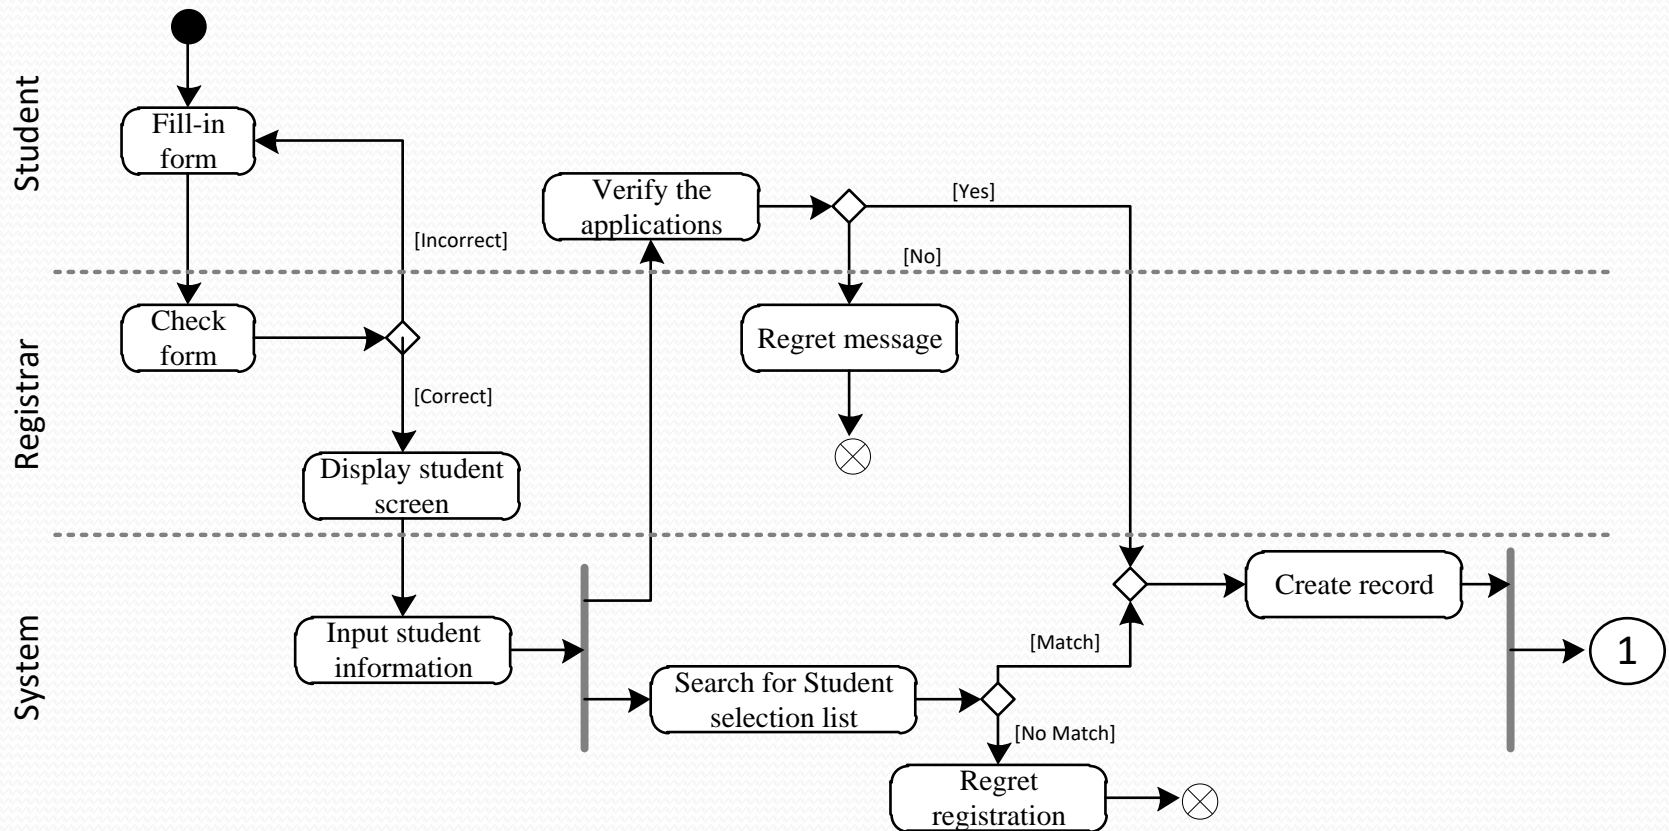 Student
Fill-in
form
[Incorrect]
Verify the
applications
[Yes]
[No]
Registrar
Check
form
[Correct]
Display student
screen
Regret message
System
Input student
information
Search for Student
selection list
[Match]
[No Match]
Regret
registration
Create record
1